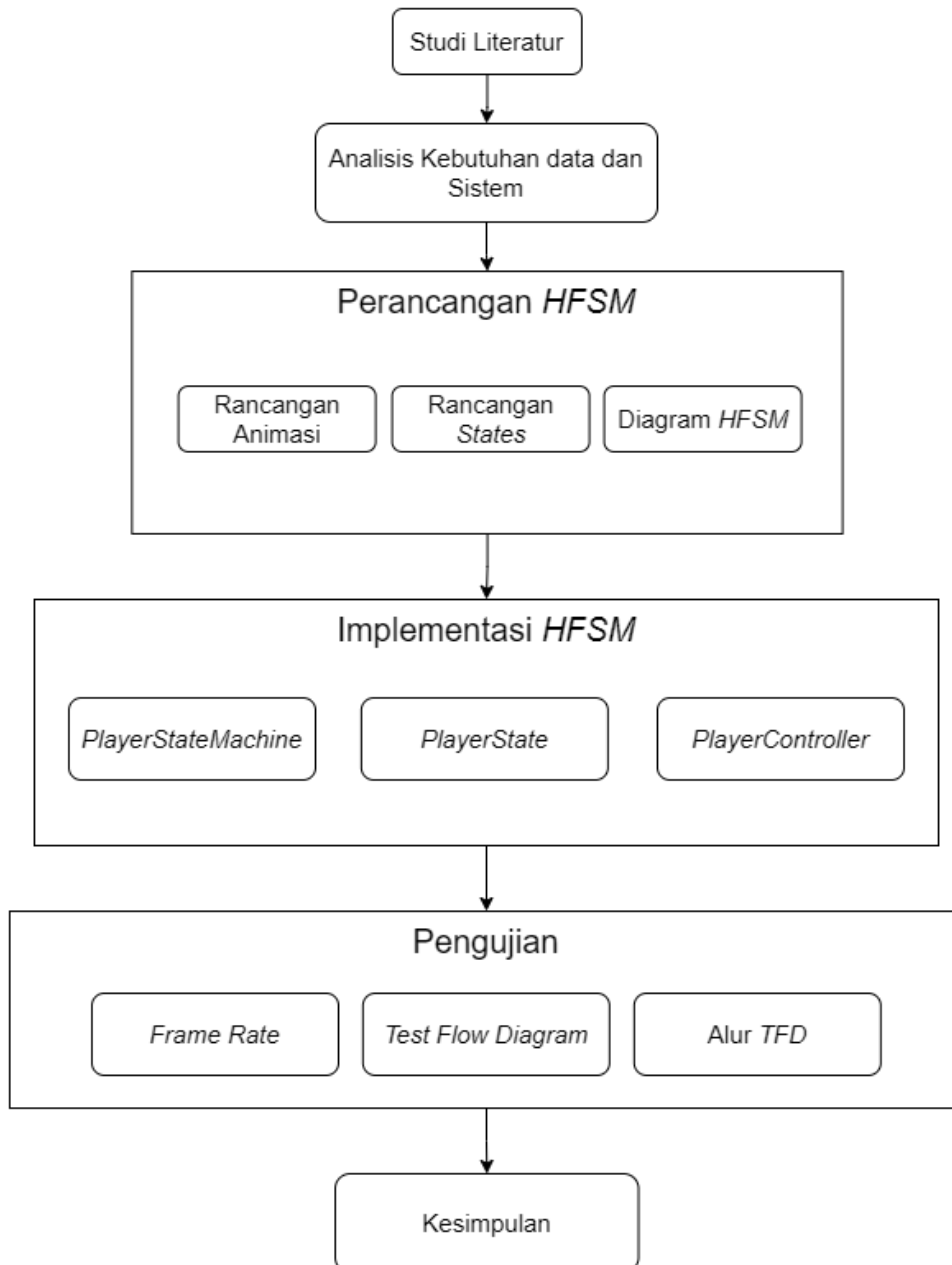 Studi Literatur
Analisis Kebutuhan data dan
Sistem
Perancangan HFSM
Rancangan
Animasi
Rancangan
States
Diagram HFSM
Implementasi HFSM
PlayerStateMachine
PlayerState
PlayerController
Pengujian
Frame Rate
Test Flow Diagram
Alur TFD
Kesimpulan